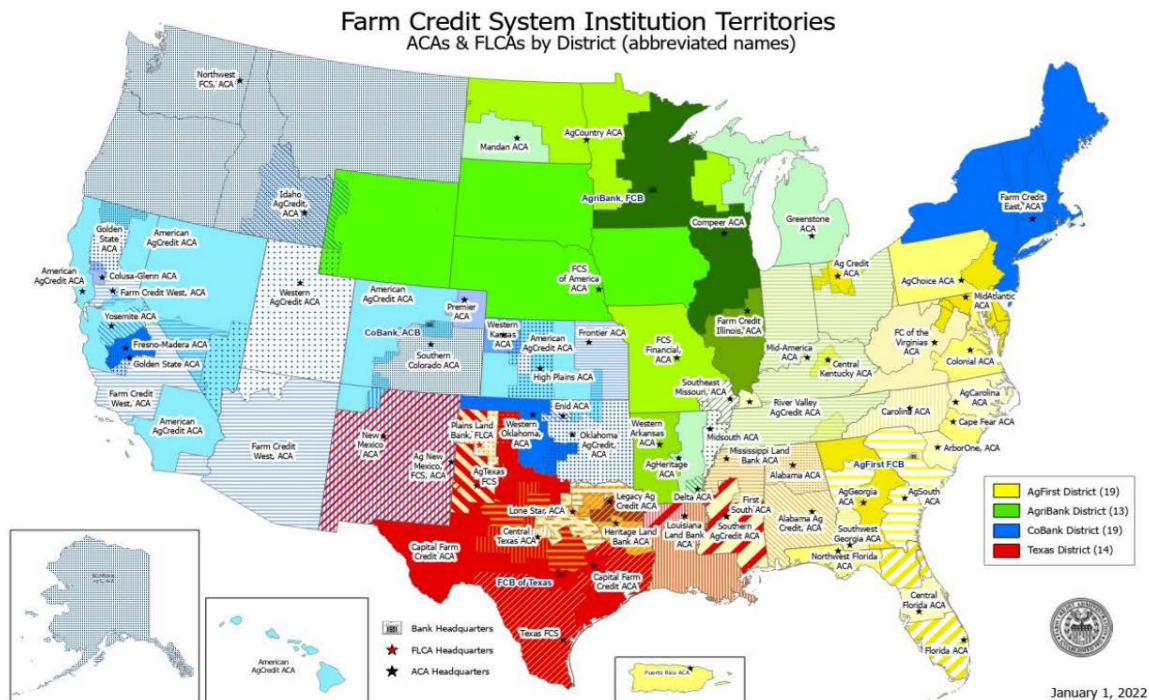 Farm Credit System Institution Territories
ACAs & FLCAs by District (abbreviated names)
Northwest
FCS, ACA
Mandan ACA
AgCountry ACA
AgriBank, FCB
Idaho
AgCredit,
ACA
Compeer ACA
Greenstone
ACA
Farm Credit
East, ACA
Golden
State
ACA
American
AgCredit ACA
American
AgCredit ACA
Colusa-Glenn ACA
Farm Credit West, ACA
Western
AgCredit ACA
American
AgCredit ACA
Premier
ACA
FCS
of America
ACA
Ag Credit
ACA
AgChoice ACA
MidAtlantic
ACA
Yosemite ACA
Fresno-Madera ACA
Golden State ACA
CoBank, ACB
Southern
Colorado ACA
Western
Kansas
ACA
American
AgCredit ACA
Frontier ACA
High Plains ACA
FCS
Financial,
ACA
Farm Credit
Illinois, ACA
Mid-America
ACA
Central
Kentucky ACA
FC of the
Virginias
ACA
Colonial ACA
Farm Credit
West, ACA
American
AgCredit ACA
Farm Credit
West, ACA
New
Mexico
ACA
Plains Land
Bank, FLCA
Ag New
Mexico,
FCS, ACA
AgTexas
FCS
Western
Oklahoma,
ACA
Enid ACA
Oklahoma
AgCredit,
ACA
Western
Arkansas
ACA
AgHeritage
ACA
Southeast
Missouri, ACA
River Valley
AgCredit ACA
Midsouth ACA
Delta ACA
Carolina
ACA
AgCarolina
ACA
Cape Fear ACA
ArborOne, ACA
Mississippi Land
Bank ACA
Alabama ACA
AgFirst FCB
AgGeorgia
ACA
AgSouth
ACA
Lone Star, ACA
Central
Texas ACA
Legacy Ag
Credit ACA
Heritage Land
Bank ACA
Louisiana
Land Bank
ACA
First
South ACA
Southern
AgCredit ACA
Alabama Ag
Credit, ACA
Southwest
Georgia ACA
Northwest Florida
ACA
Capital Farm
Credit ACA
FCB of Texas
Capital Farm
Credit ACA
Texas FCS
Central
Florida ACA
Florida ACA
AgFirst District (19)
AgriBank District (13)
CoBank District (19)
Texas District (14)
American
AgCredit ACA
Bank Headquarters
FLCA Headquarters
ACA Headquarters
Puerto Rico ACA
January 1, 2022